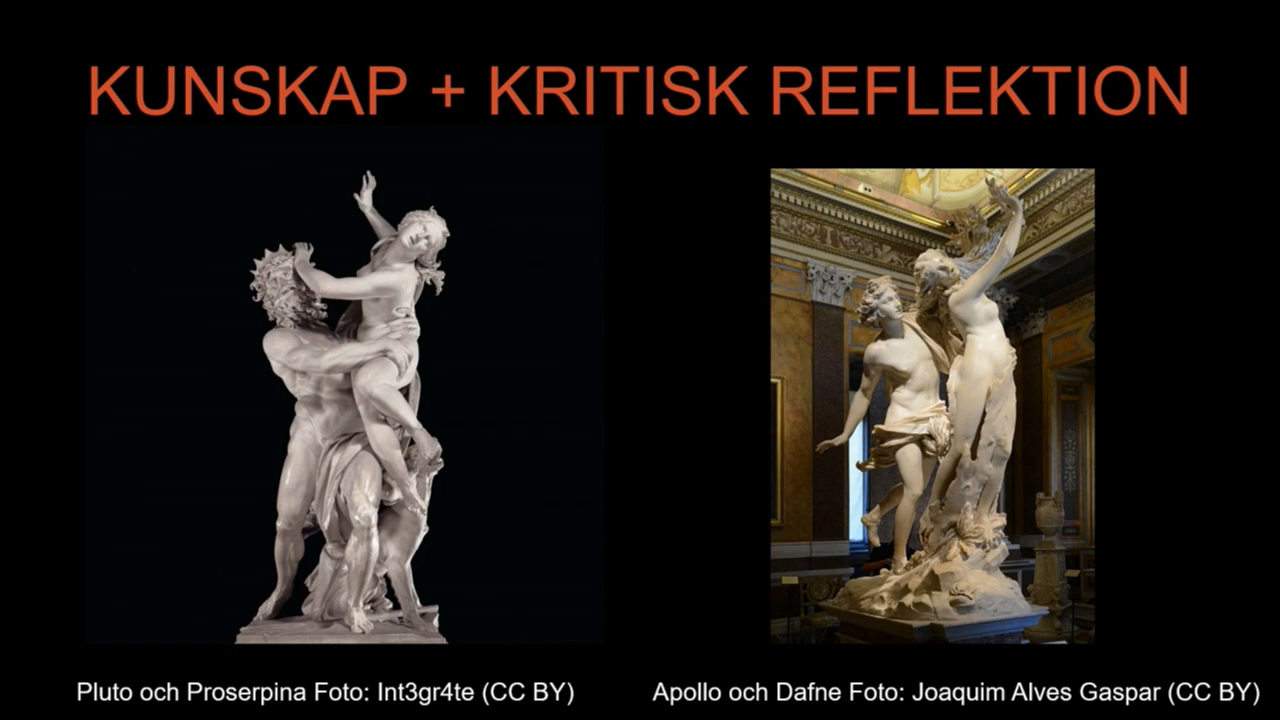 KUNSKAP + KRITISK REFLEKTION
Pluto och Proserpina Foto: Int3gr4te (CC BY)
Apollo och Dafne Foto: Joaquim Alves Gaspar (CC BY)